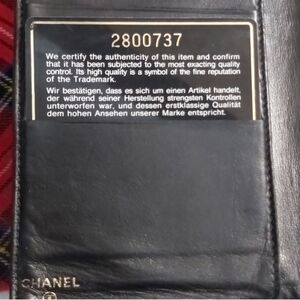 2800737
We certify the authenticity of this item and confirm
that it has been subjected to the most exacting quality
control. Its high quality is a symbol of the fine reputation
of the Trademark.
Wir bestätigen, dass es sich um einen Artikel handelt,
der während seiner Herstellung strengsten Kontrollen
unterworfen war, und dessen erstklassige Qualität
dem hohen Ansehen unserer Marke entspricht.
CHANEL